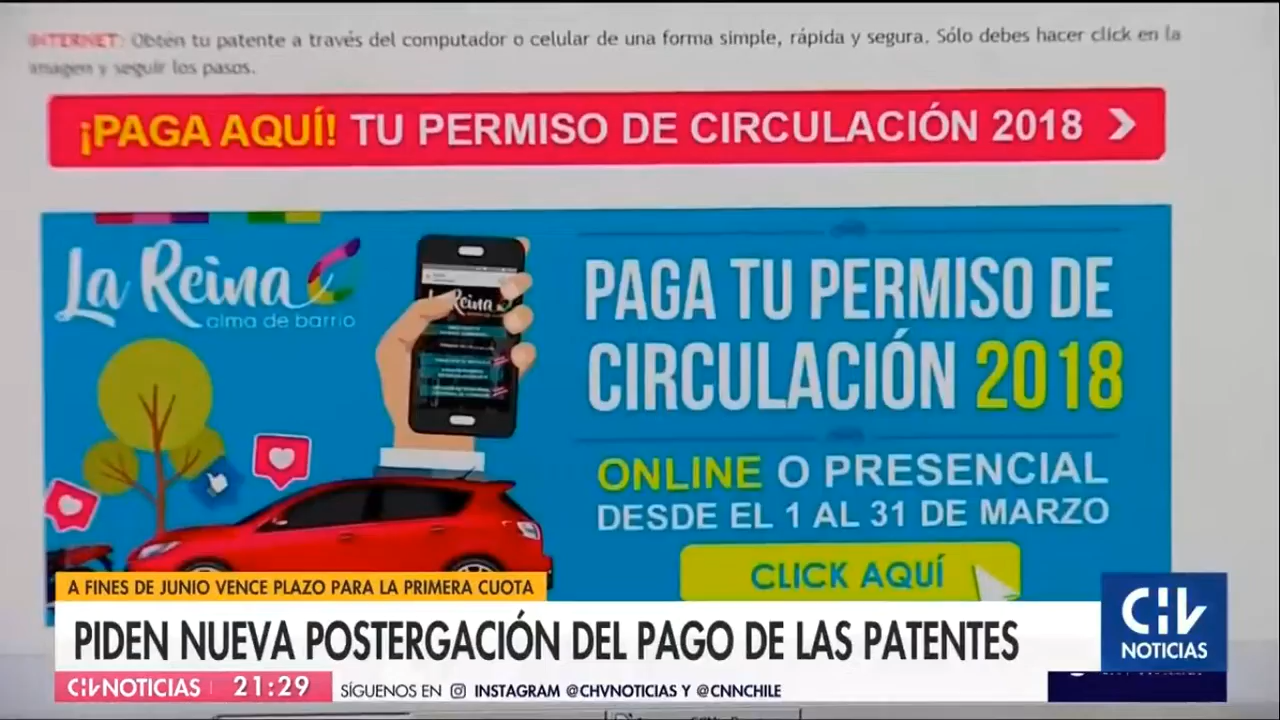 INTERNET: Obtén tu patente a través del computador o celular de una forma simple, rápida y segura. Sólo debes hacer click en la
imagen y seguir los pasos.
¡PAGA AQUÍ! TU PERMISO DE CIRCULACIÓN 2018
La Reina
alma de barrio
La Reina
PAGA TU PERMISO DE
CIRCULACIÓN 2018
ONLINE O PRESENCIAL
DESDE EL 1 AL 31 DE MARZO
CLICK AQUÍ
A FINES DE JUNIO VENCE PLAZO PARA LA PRIMERA CUOTA
PIDEN NUEVA POSTERGACIÓN DEL PAGO DE LAS PATENTES
CHV NOTICIAS
CHVNOTICIAS 21:29 SÍGUENOS EN INSTAGRAM @CHVNOTICIAS Y @CNNCHILE